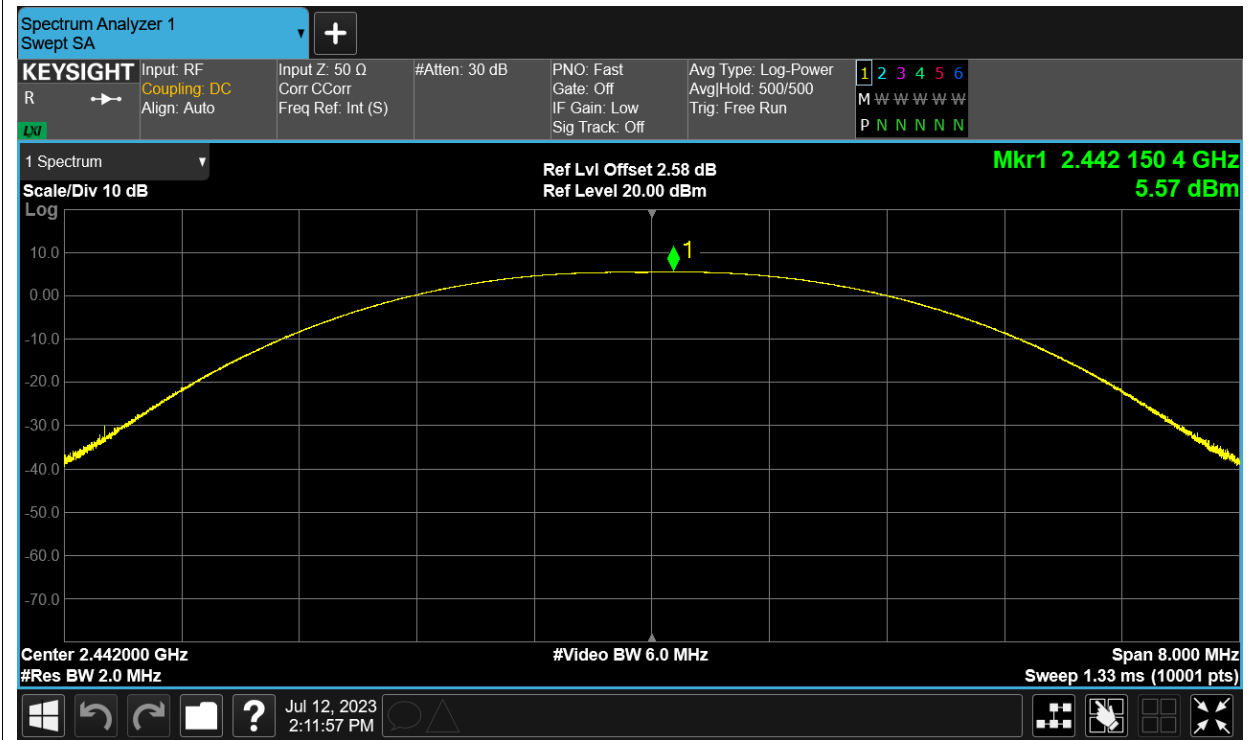 Spectrum Analyzer 1
Swept SA
+
KEYSIGHT Input: RF Input Z: 50 Ω #Atten: 30 dB PNO: Fast Avg Type: Log-Power 1 2 3 4 5 6
R Coupling: DC Corr CCorr Gate: Off Avg|Hold: 500/500 M W W W W W
Align: Auto Freq Ref: Int (S) IF Gain: Low Trig: Free Run
LXI Sig Track: Off P N N N N N
1 Spectrum Ref Lvl Offset 2.58 dB Mkr1 2.442 150 4 GHz
Scale/Div 10 dB Ref Level 20.00 dBm 5.57 dBm
Log
1
10.0
0.00
-10.0
-20.0
-30.0
-40.0
-50.0
-60.0
-70.0
Center 2.442000 GHz #Video BW 6.0 MHz Span 8.000 MHz
#Res BW 2.0 MHz Sweep 1.33 ms (10001 pts)
? Jul 12, 2023
2:11:57 PM